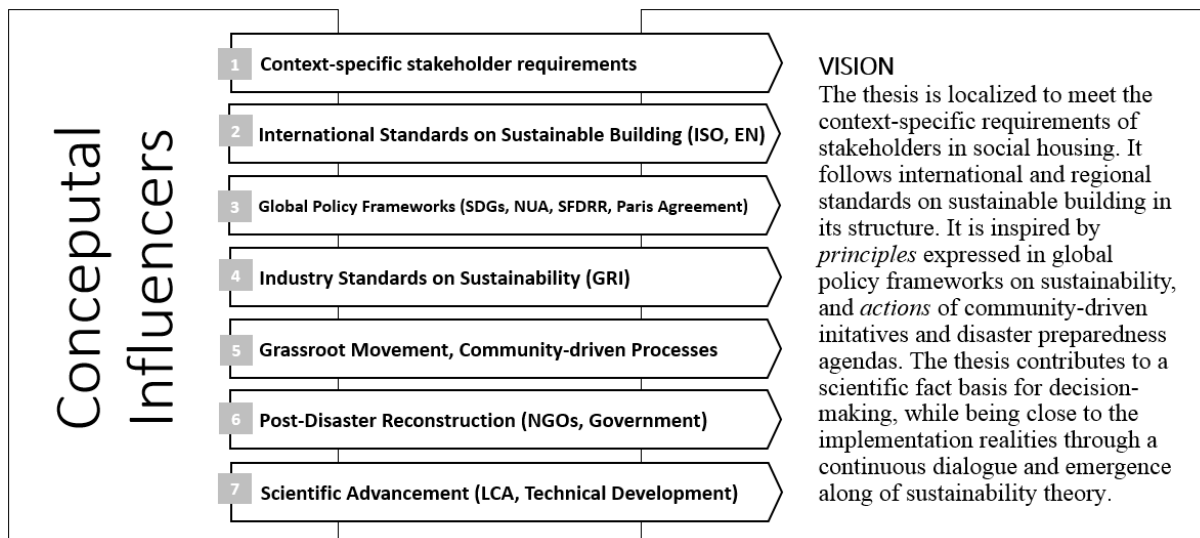 Conceputal
Influencers
1 Context-specific stakeholder requirements
2 International Standards on Sustainable Building (ISO, EN)
3 Global Policy Frameworks (SDGs, NUA, SFDRR, Paris Agreement)
4 Industry Standards on Sustainability (GRI)
5 Grassroot Movement, Community-driven Processes
6 Post-Disaster Reconstruction (NGOs, Government)
7 Scientific Advancement (LCA, Technical Development)
VISION
The thesis is localized to meet the
context-specific requirements of
stakeholders in social housing. It
follows international and regional
standards on sustainable building in
its structure. It is inspired by
principles expressed in global
policy frameworks on sustainability,
and actions of community-driven
initatives and disaster preparedness
agendas. The thesis contributes to a
scientific fact basis for decision-
making, while being close to the
implementation realities through a
continuous dialogue and emergence
along of sustainability theory.